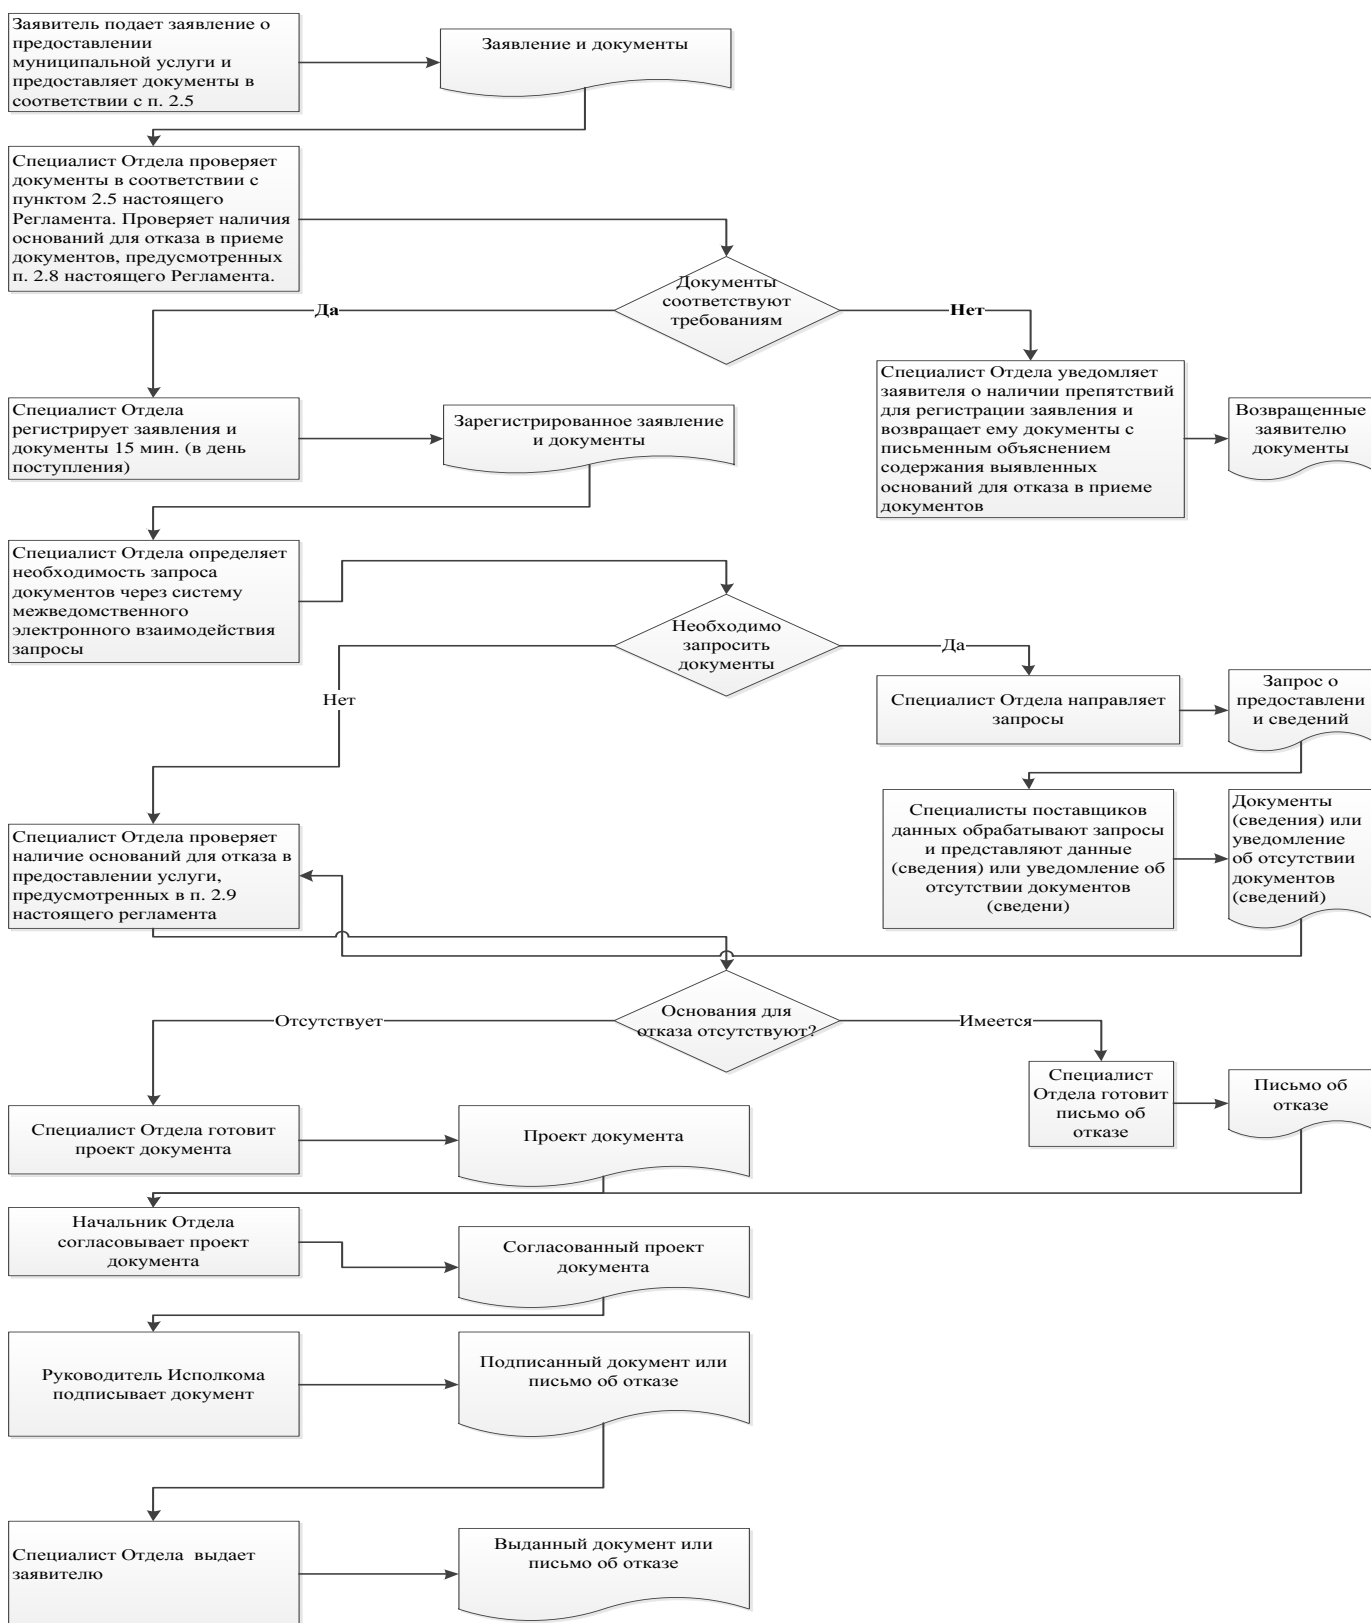 Заявитель подает заявление о
предоставлении
муниципальной услуги и
предоставляет документы в
соответствии с п. 2.5
Заявление и документы
Специалист Отдела проверяет
документы в соответствии с
пунктом 2.5 настоящего
Регламента. Проверяет наличия
оснований для отказа в приеме
документов, предусмотренных
п. 2.8 настоящего Регламента.
Документы
соответствуют
требованиям
Да
Нет
Специалист Отдела
регистрирует заявления и
документы 15 мин. (в день
поступления)
Зарегистрированное заявление
и документы
Специалист Отдела уведомляет
заявителя о наличии препятствий
для регистрации заявления и
возвращает ему документы с
письменным объяснением
содержания выявленных
оснований для отказа в приеме
документов
Возвращенные
заявителю
документы
Специалист Отдела определяет
необходимость запроса
документов через систему
межведомственного
электронного взаимодействия
запросы
Необходимо
запросить
документы
Да
Нет
Специалист Отдела направляет
запросы
Запрос о
предоставлени
и сведений
Специалисты поставщиков
данных обрабатывают запросы
и представляют данные
(сведения) или уведомление об
отсутствии документов
(сведени)
Документы
(сведения) или
уведомление
об отсутствии
документов
(сведений)
Специалист Отдела проверяет
наличие оснований для отказа в
предоставлении услуги,
предусмотренных в п. 2.9
настоящего регламента
Основания для
отказа отсутствуют?
Отсутствует
Имеется
Специалист
Отдела готовит
письмо об
отказе
Письмо об
отказе
Специалист Отдела готовит
проект документа
Проект документа
Начальник Отдела
согласовывает проект
документа
Согласованный проект
документа
Руководитель Исполкома
подписывает документ
Подписанный документ или
письмо об отказе
Специалист Отдела  выдает
заявителю
Выданный документ или
письмо об отказе